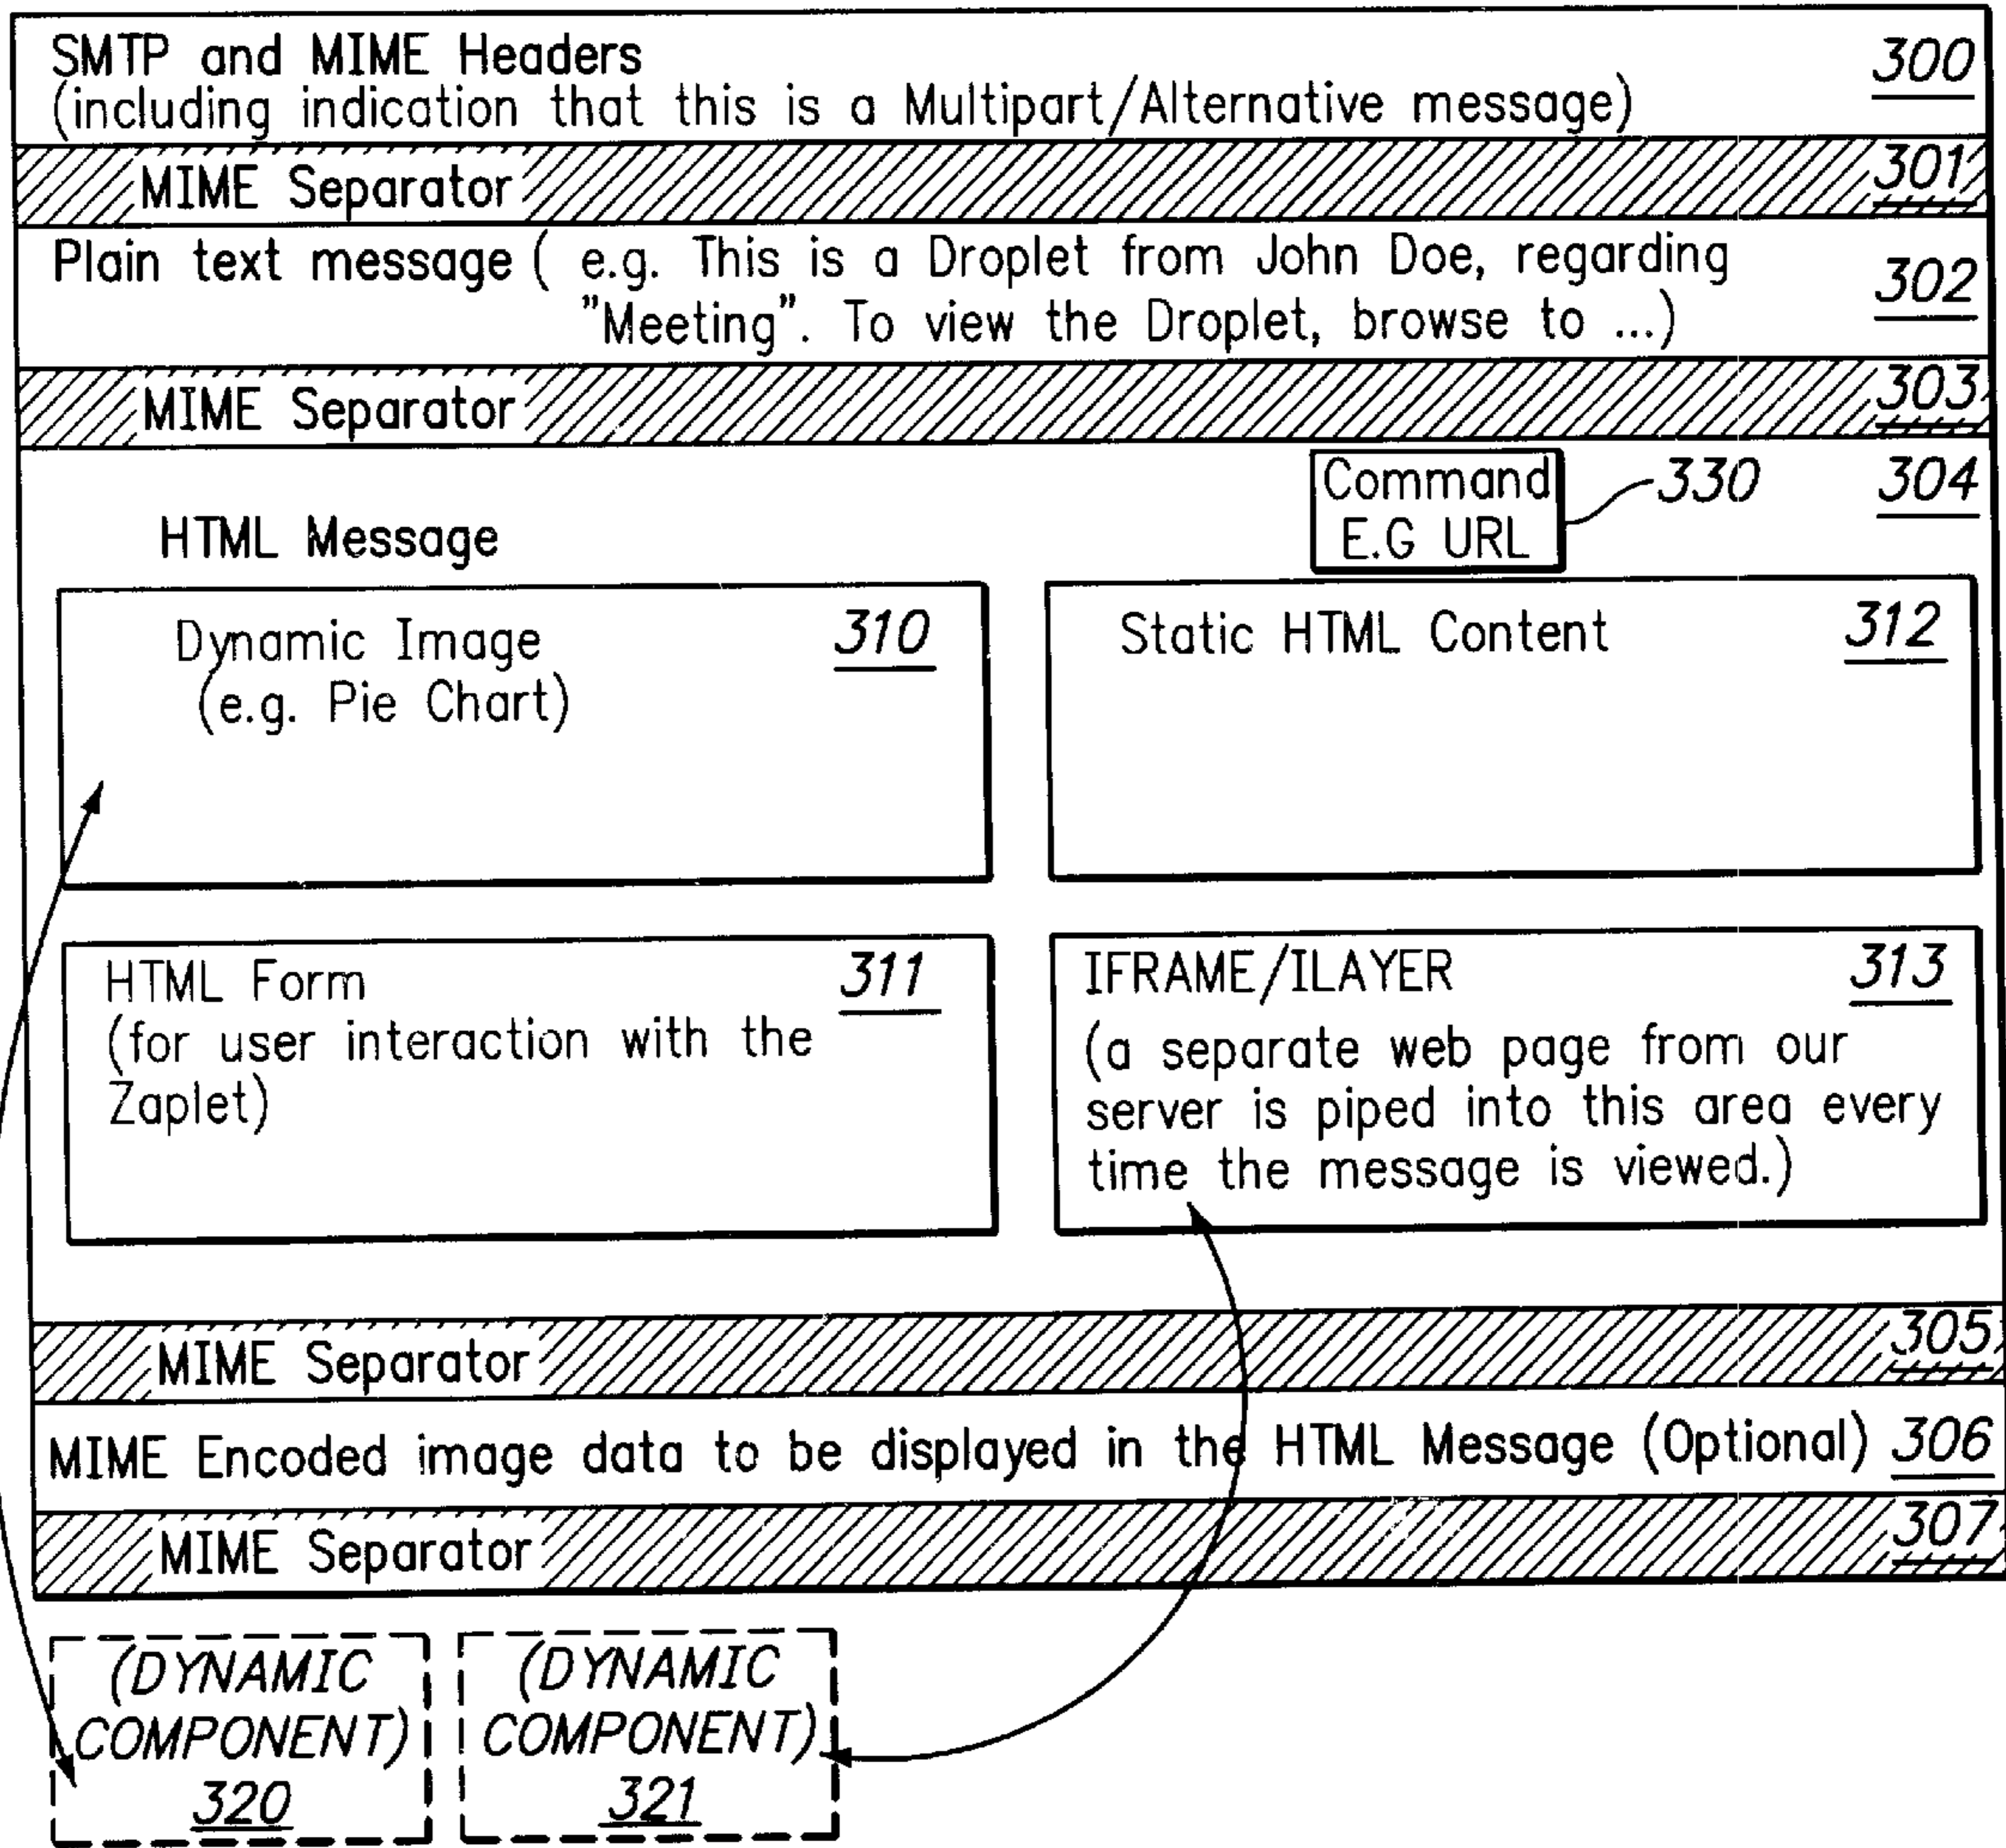 SMTP and MIME Headers 300
(including indication that this is a Multipart/Alternative message)
MIME Separator 301
Plain text message ( e.g. This is a Droplet from John Doe, regarding
"Meeting". To view the Droplet, browse to ...) 302
MIME Separator 303
Command 330 304
E.G URL
HTML Message
Dynamic Image 310
(e.g. Pie Chart)
Static HTML Content 312
HTML Form 311
(for user interaction with the
Zaplet)
IFRAME/ILAYER 313
(a separate web page from our
server is piped into this area every
time the message is viewed.)
MIME Separator 305
MIME Encoded image data to be displayed in the HTML Message (Optional) 306
MIME Separator 307
(DYNAMIC
COMPONENT)
320
(DYNAMIC
COMPONENT)
321